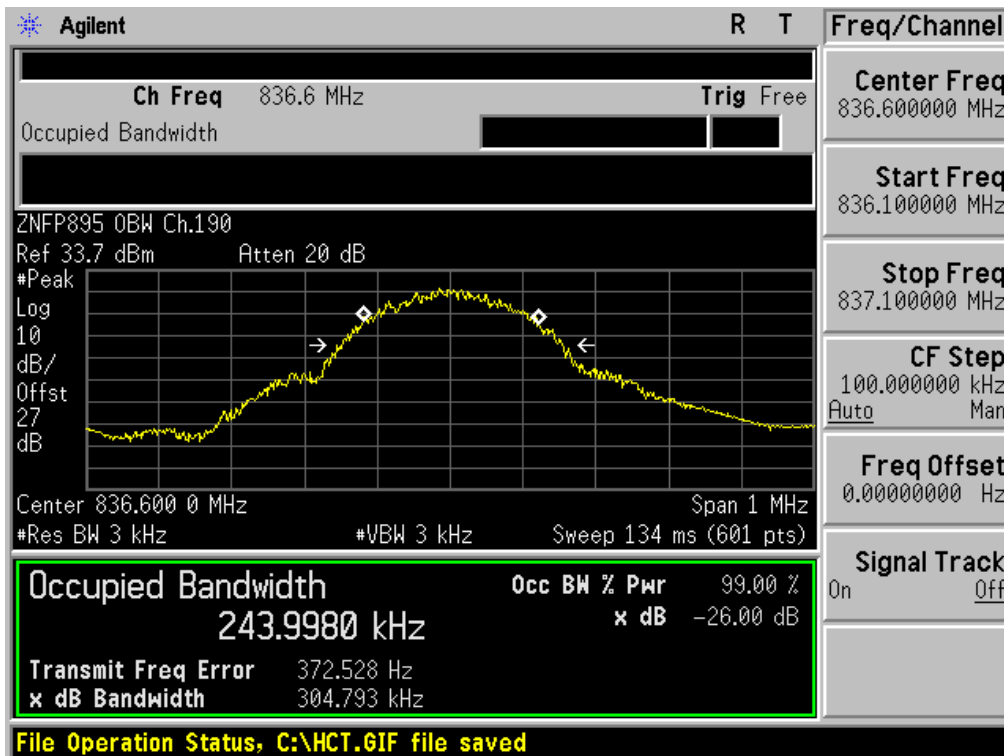 Agilent R T Freq/Channel
Ch Freq 836.6 MHz Trig Free
Occupied Bandwidth
Center Freq
836.600000 MHz
Start Freq
836.100000 MHz
Stop Freq
837.100000 MHz
CF Step
100.000000 kHz
Auto Man
Freq Offset
0.00000000 Hz
Signal Track
On Off
ZNFP895 OBW Ch.190
Ref 33.7 dBm Atten 20 dB
#Peak
Log
10
dB/
Offst
27
dB
Center 836.600 0 MHz Span 1 MHz
#Res BW 3 kHz #VBW 3 kHz Sweep 134 ms (601 pts)
Occupied Bandwidth Occ BW % Pwr 99.00 %
243.9980 kHz x dB -26.00 dB
Transmit Freq Error 372.528 Hz
x dB Bandwidth 304.793 kHz
File Operation Status, C:\HCT.GIF file saved